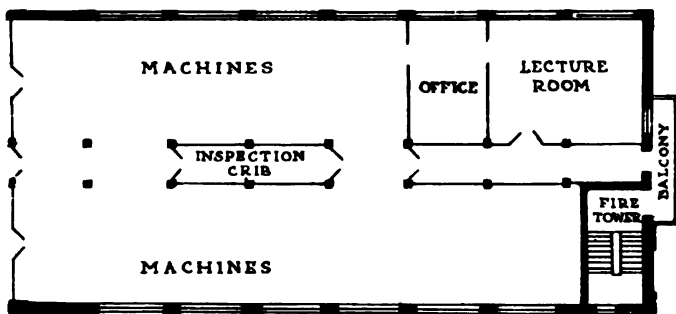 MACHINES
OFFICE
LECTURE
ROOM
INSPECTION
CRIB
BALCONY
FIRE
TOWER
MACHINES